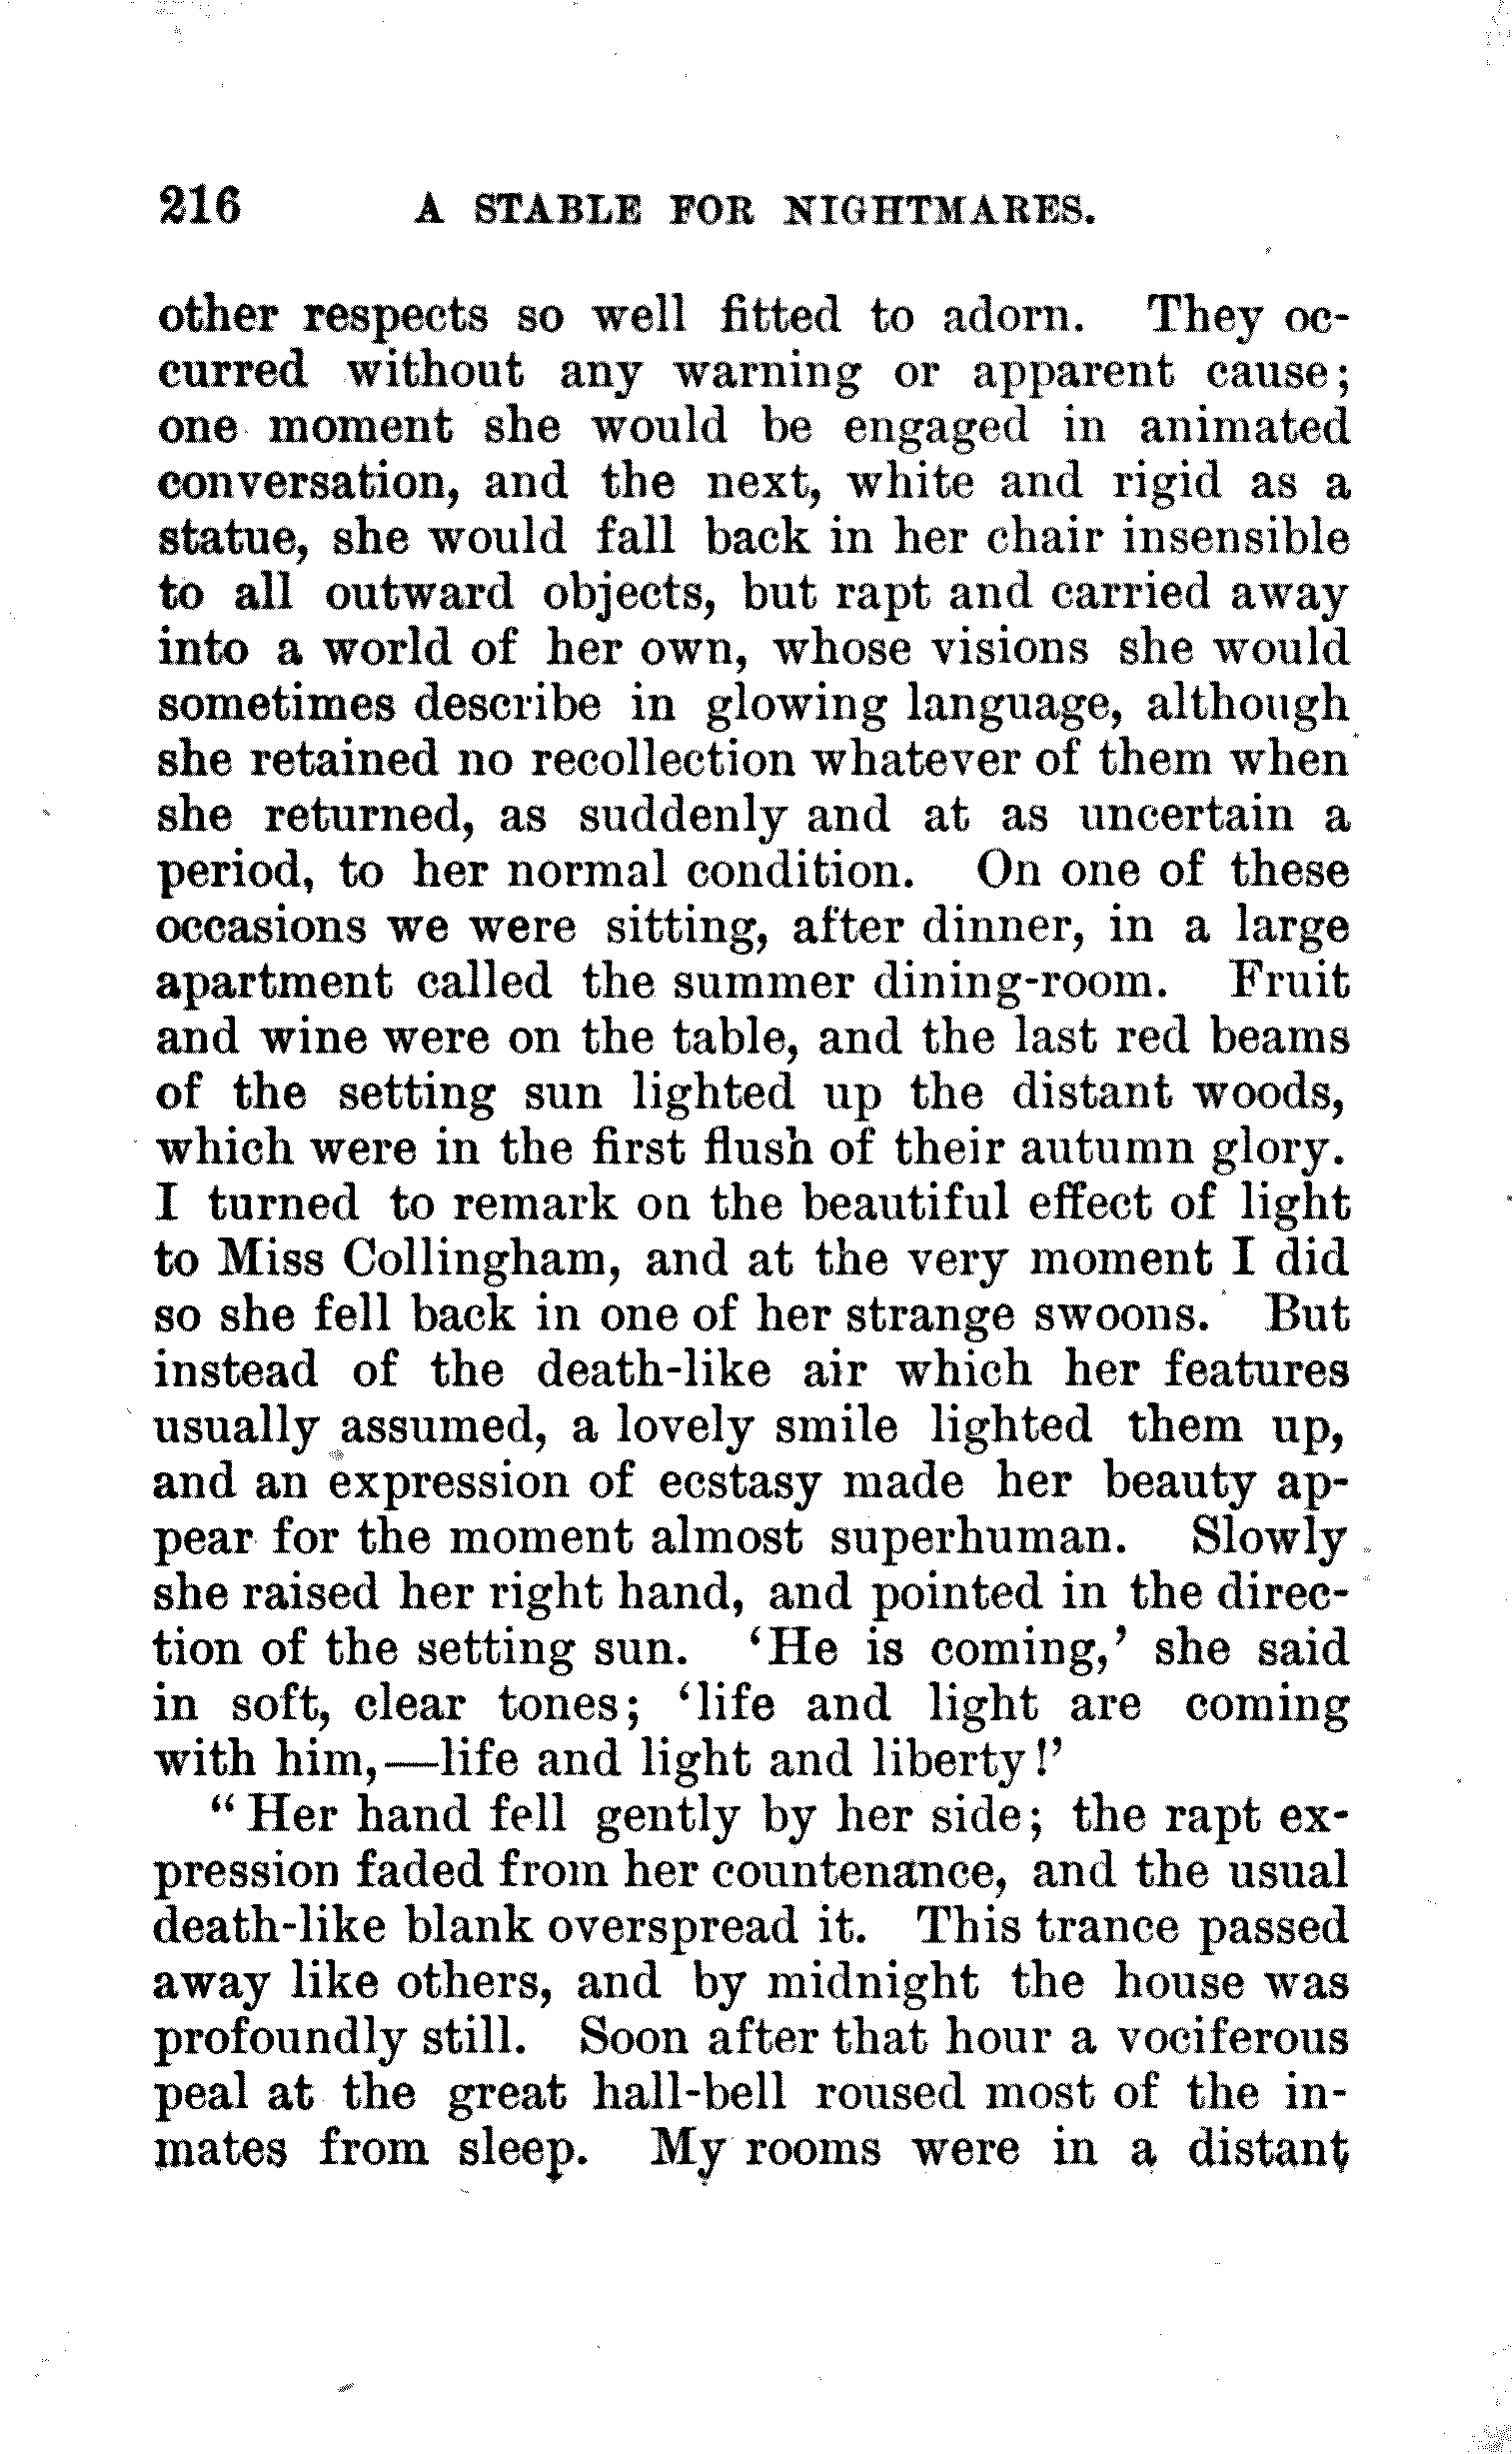 216 A STABLE FOR NIGHTMARES.
other respects so well fitted to adorn. They oc-
curred without any warning or apparent cause;
one moment she would be engaged in animated
conversation, and the next, white and rigid as a
statue, she would fall back in her chair insensible
to all outward objects, but rapt and carried away
into a world of her own, whose visions she would
sometimes describe in glowing language, although
she retained no recollection whatever of them when
she returned, as suddenly and at as uncertain a
period, to her normal condition. On one of these
occasions we were sitting, after dinner, in a large
apartment called the summer dining-room. Fruit
and wine were on the table, and the last red beams
of the setting sun lighted up the distant woods,
which were in the first flush of their autumn glory.
I turned to remark on the beautiful effect of light
to Miss Collingham, and at the very moment I did
so she fell back in one of her strange swoons. But
instead of the death-like air which her features
usually assumed, a lovely smile lighted them up,
and an expression of ecstasy made her beauty ap-
pear for the moment almost superhuman. Slowly
she raised her right hand, and pointed in the direc-
tion of the setting sun. ‘He is coming,’ she said
in soft, clear tones; ‘life and light are coming
with him,—life and light and liberty!’
“Her hand fell gently by her side; the rapt ex-
pression faded from her countenance, and the usual
death-like blank overspread it. This trance passed
away like others, and by midnight the house was
profoundly still. Soon after that hour a vociferous
peal at the great hall-bell roused most of the in-
mates from sleep. My rooms were in a distant